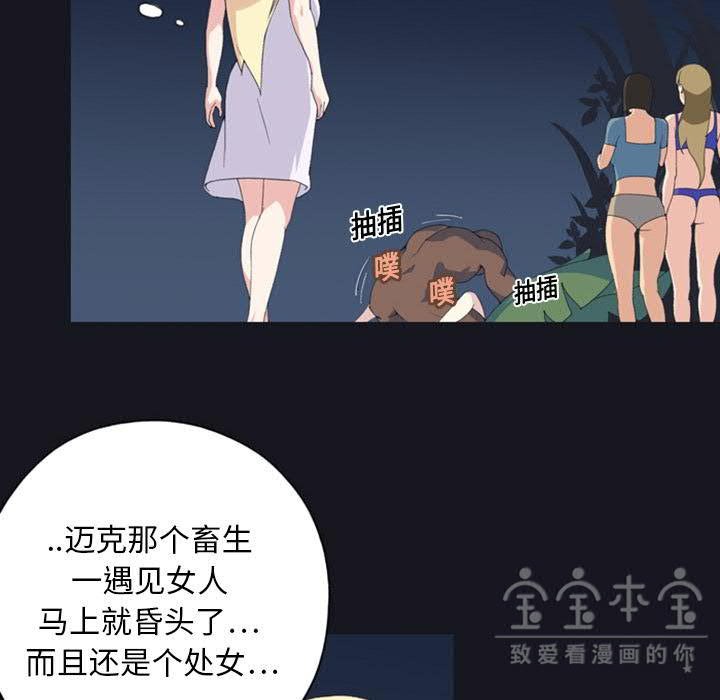 抽插
噗
噗
抽插
..迈克那个畜生
一遇见女人
马上就昏头了...
而且还是个处女...
宝宝本宝
致爱看漫画的你